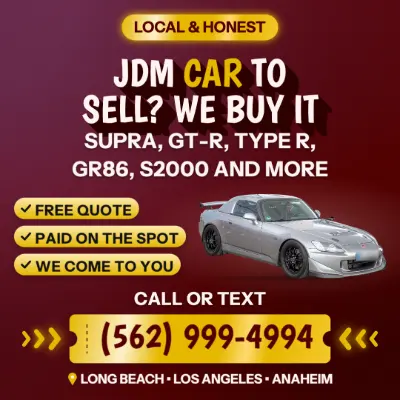 LOCAL & HONEST
JDM CAR TO
SELL? WE BUY IT
SUPRA, GT-R, TYPE R,
GR86, S2000 AND MORE
FREE QUOTE
PAID ON THE SPOT
WE COME TO YOU
CALL OR TEXT
(562) 999-4994
LONG BEACH • LOS ANGELES • ANAHEIM